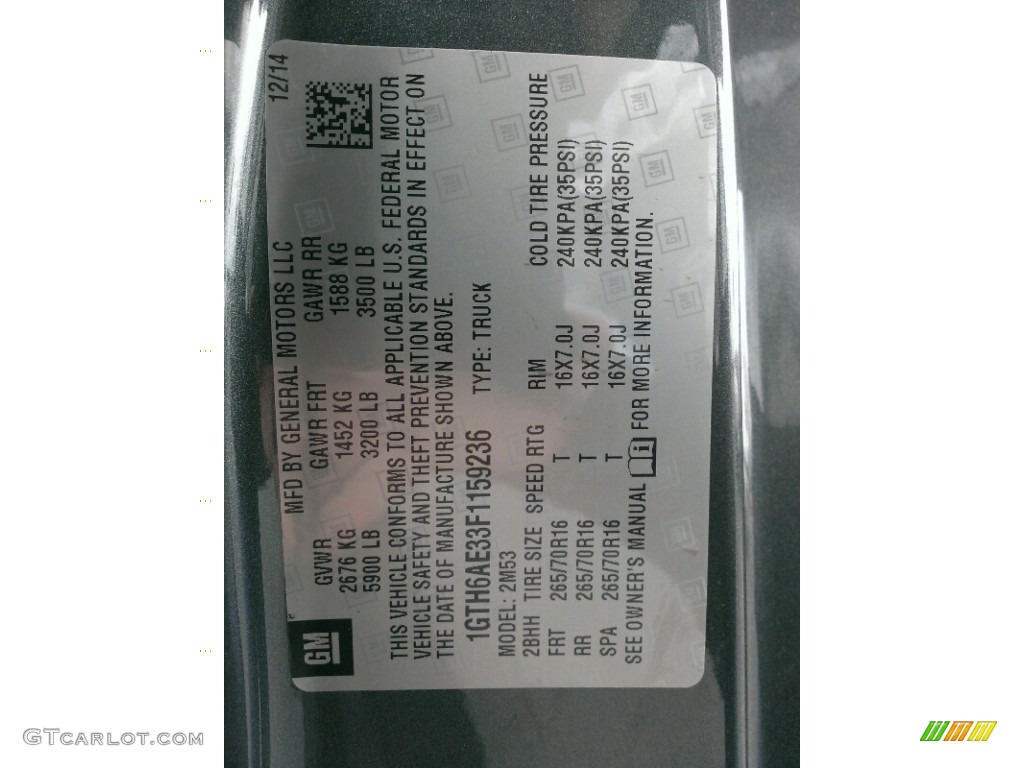 12/14
MFD BY GENERAL MOTORS LLC
GVWR GAWR FRT GAWR RR
2676 KG 1452 KG 1588 KG
5900 LB 3200 LB 3500 LB
THIS VEHICLE CONFORMS TO ALL APPLICABLE U.S. FEDERAL MOTOR
VEHICLE SAFETY AND THEFT PREVENTION STANDARDS IN EFFECT ON
THE DATE OF MANUFACTURE SHOWN ABOVE.
1GTH6AE33F1159236 TYPE: TRUCK
MODEL: 2M53
2BHH TIRE SIZE SPEED RTG RIM COLD TIRE PRESSURE
FRT 265/70R16 T 16X7.0J 240KPA(35PSI)
RR 265/70R16 T 16X7.0J 240KPA(35PSI)
SPA 265/70R16 T 16X7.0J 240KPA(35PSI)
SEE OWNER'S MANUAL FOR MORE INFORMATION.
GM
GTCARLOT.COM